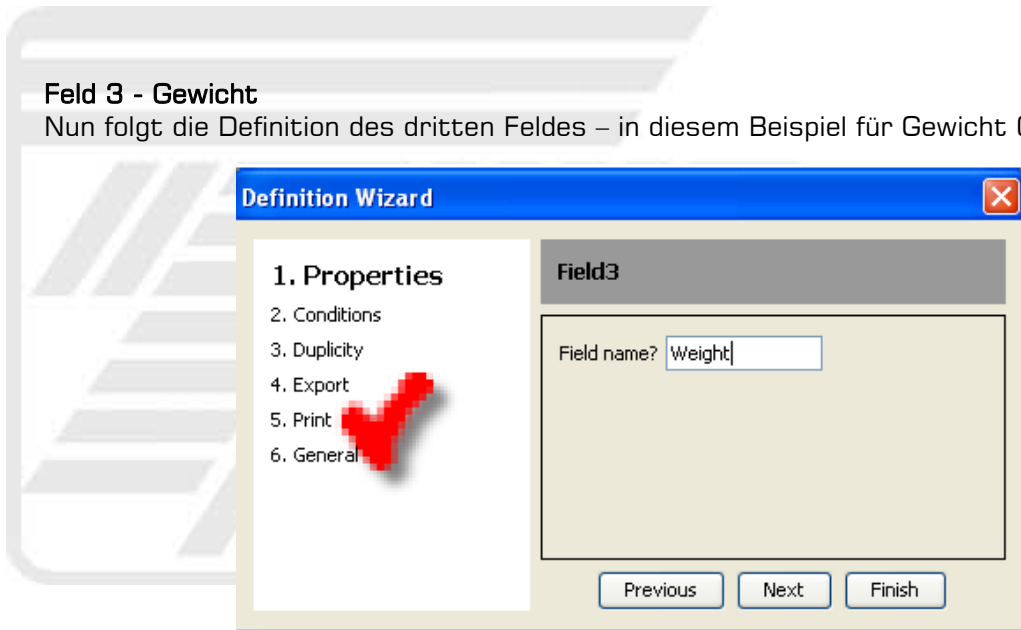 Feld 3 - Gewicht
Nun folgt die Definition des dritten Feldes – in diesem Beispiel für Gewicht
Definition Wizard
1. Properties
2. Conditions
3. Duplicity
4. Export
5. Print
6. General
Field3
Field name? Weight
Previous Next Finish